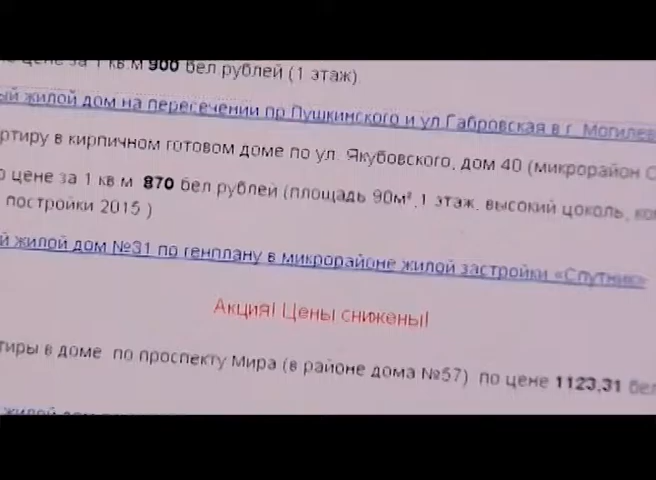 цене за 1 кв м 900 бел рублей (1 этаж).
жилой дом на пересечении пр Пушкинского и ул Габровская в г. Могилев
в кирпичном готовом доме по ул. Якубовского, дом 40 (микрорайон
цене за 1 кв м 870 бел рублей (площадь 90м², 1 этаж, высокий цоколь,
постройки 2015 )
жилой дом №31 по генплану в микрорайоне жилой застройки «Спутник»
Акция! Цены снижены!
в доме по проспекту Мира (в районе дома №57) по цене 1123,31 бел
жилой дом